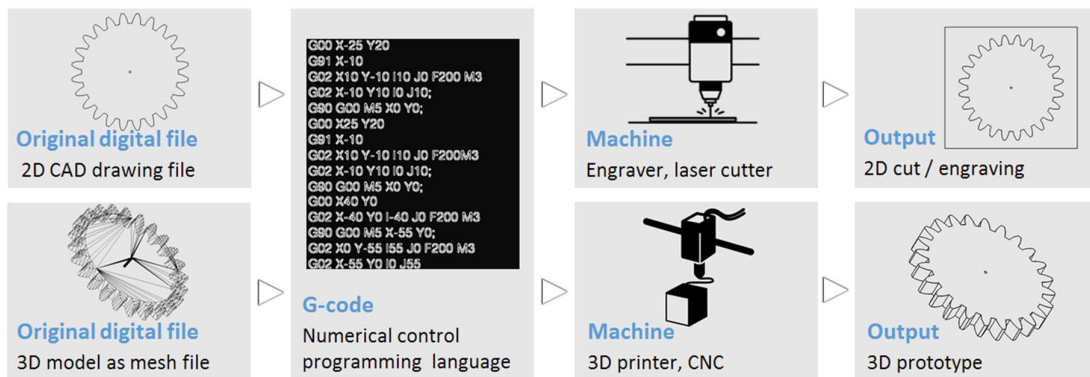 Original digital file
2D CAD drawing file
G00 X-25 Y20
G91 X-10
G02 X10 Y-10 I10 J0 F200 M3
G02 X-10 Y10 I0 J10;
G90 G00 M5 X0 Y0;
G00 X25 Y20
G91 X-10
G02 X10 Y-10 I10 J0 F200M3
G02 X-10 Y10 I0 J10;
G90 G00 M5 X0 Y0;
G00 X40 Y0
G02 X-40 Y0 I-40 J0 F200 M3
G90 G00 M5 X-55 Y0;
G02 X0 Y-55 I55 J0 F200 M3
G02 X-55 Y0 I0 J55
G-code
Numerical control
programming language
Machine
Engraver, laser cutter
Output
2D cut / engraving
Original digital file
3D model as mesh file
Machine
3D printer, CNC
Output
3D prototype